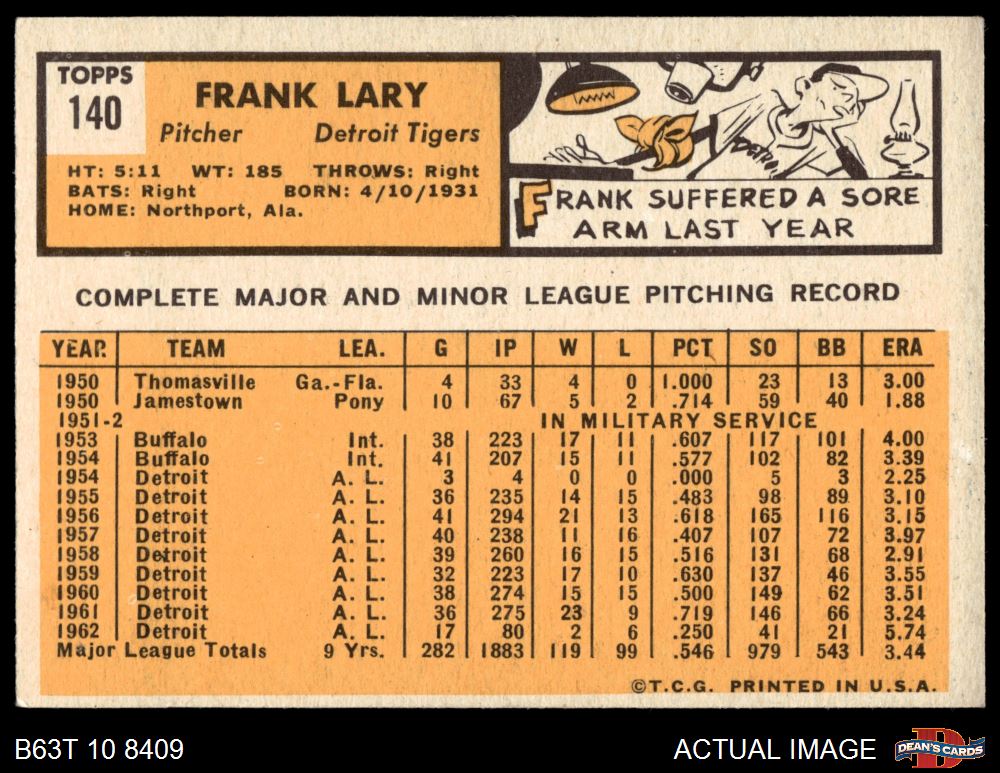 TOPPS
140
FRANK LARY
Pitcher Detroit Tigers
HT: 5:11 WT: 185 THROWS: Right
BATS: Right BORN: 4/10/1931
HOME: Northport, Ala.
DETROI
FRANK SUFFERED A SORE
ARM LAST YEAR
COMPLETE MAJOR AND MINOR LEAGUE PITCHING RECORD
YEAR TEAM LEA. G IP W L PCT SO BB ERA
1950 Thomasville Ga.-Fla. 4 33 4 0 1.000 23 13 3.00
1950 Jamestown Pony 10 67 5 2 .714 59 40 1.88
1951-2 IN MILITARY SERVICE
1953 Buffalo Int. 38 223 17 11 .607 117 101 4.00
1954 Buffalo Int. 41 207 15 11 .577 102 82 3.39
1954 Detroit A. L. 3 4 0 0 .000 5 3 2.25
1955 Detroit A. L. 36 235 14 15 .483 98 89 3.10
1956 Detroit A. L. 41 294 21 13 .618 165 116 3.15
1957 Detroit A. L. 40 238 11 16 .407 107 72 3.97
1958 Detroit A. L. 39 260 16 15 .516 131 68 2.91
1959 Detroit A. L. 32 223 17 10 .630 137 46 3.55
1960 Detroit A. L. 38 274 15 15 .500 149 62 3.51
1961 Detroit A. L. 36 275 23 9 .719 146 66 3.24
1962 Detroit A. L. 17 80 2 6 .250 41 21 5.74
Major League Totals 9 Yrs. 282 1883 119 99 .546 979 543 3.44
©T.C.G. PRINTED IN U.S.A.
B63T 10 8409 ACTUAL IMAGE DEAN'S CARDS